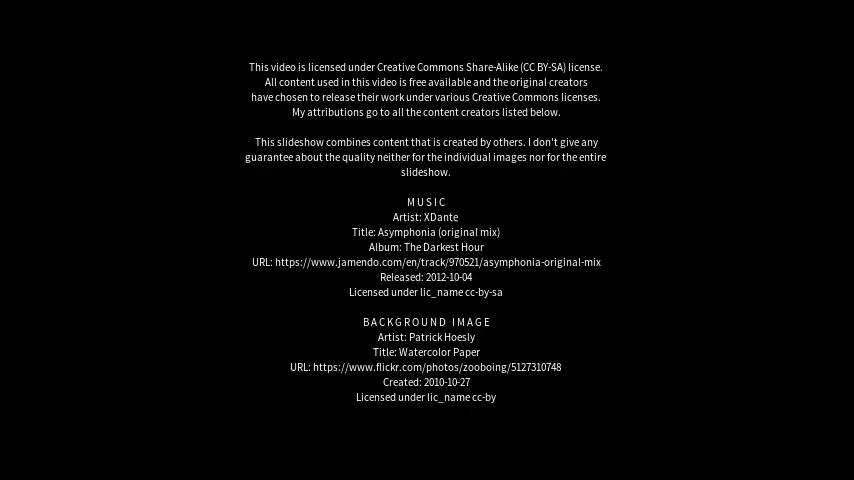 This video is licensed under Creative Commons Share-Alike (CC BY-SA) license.
All content used in this video is free available and the original creators
have chosen to release their work under various Creative Commons licenses.
My attributions go to all the content creators listed below.
This slideshow combines content that is created by others. I don't give any
guarantee about the quality neither for the individual images nor for the entire
slideshow.
MUSIC
Artist: XDante
Title: Asymphonia (original mix)
Album: The Darkest Hour
URL: https://www.jamendo.com/en/track/970521/asymphonia-original-mix
Released: 2012-10-04
Licensed under lic_name cc-by-sa
BACKGROUND IMAGE
Artist: Patrick Hoesly
Title: Watercolor Paper
URL: https://www.flickr.com/photos/zooboing/5127310748
Created: 2010-10-27
Licensed under lic_name cc-by